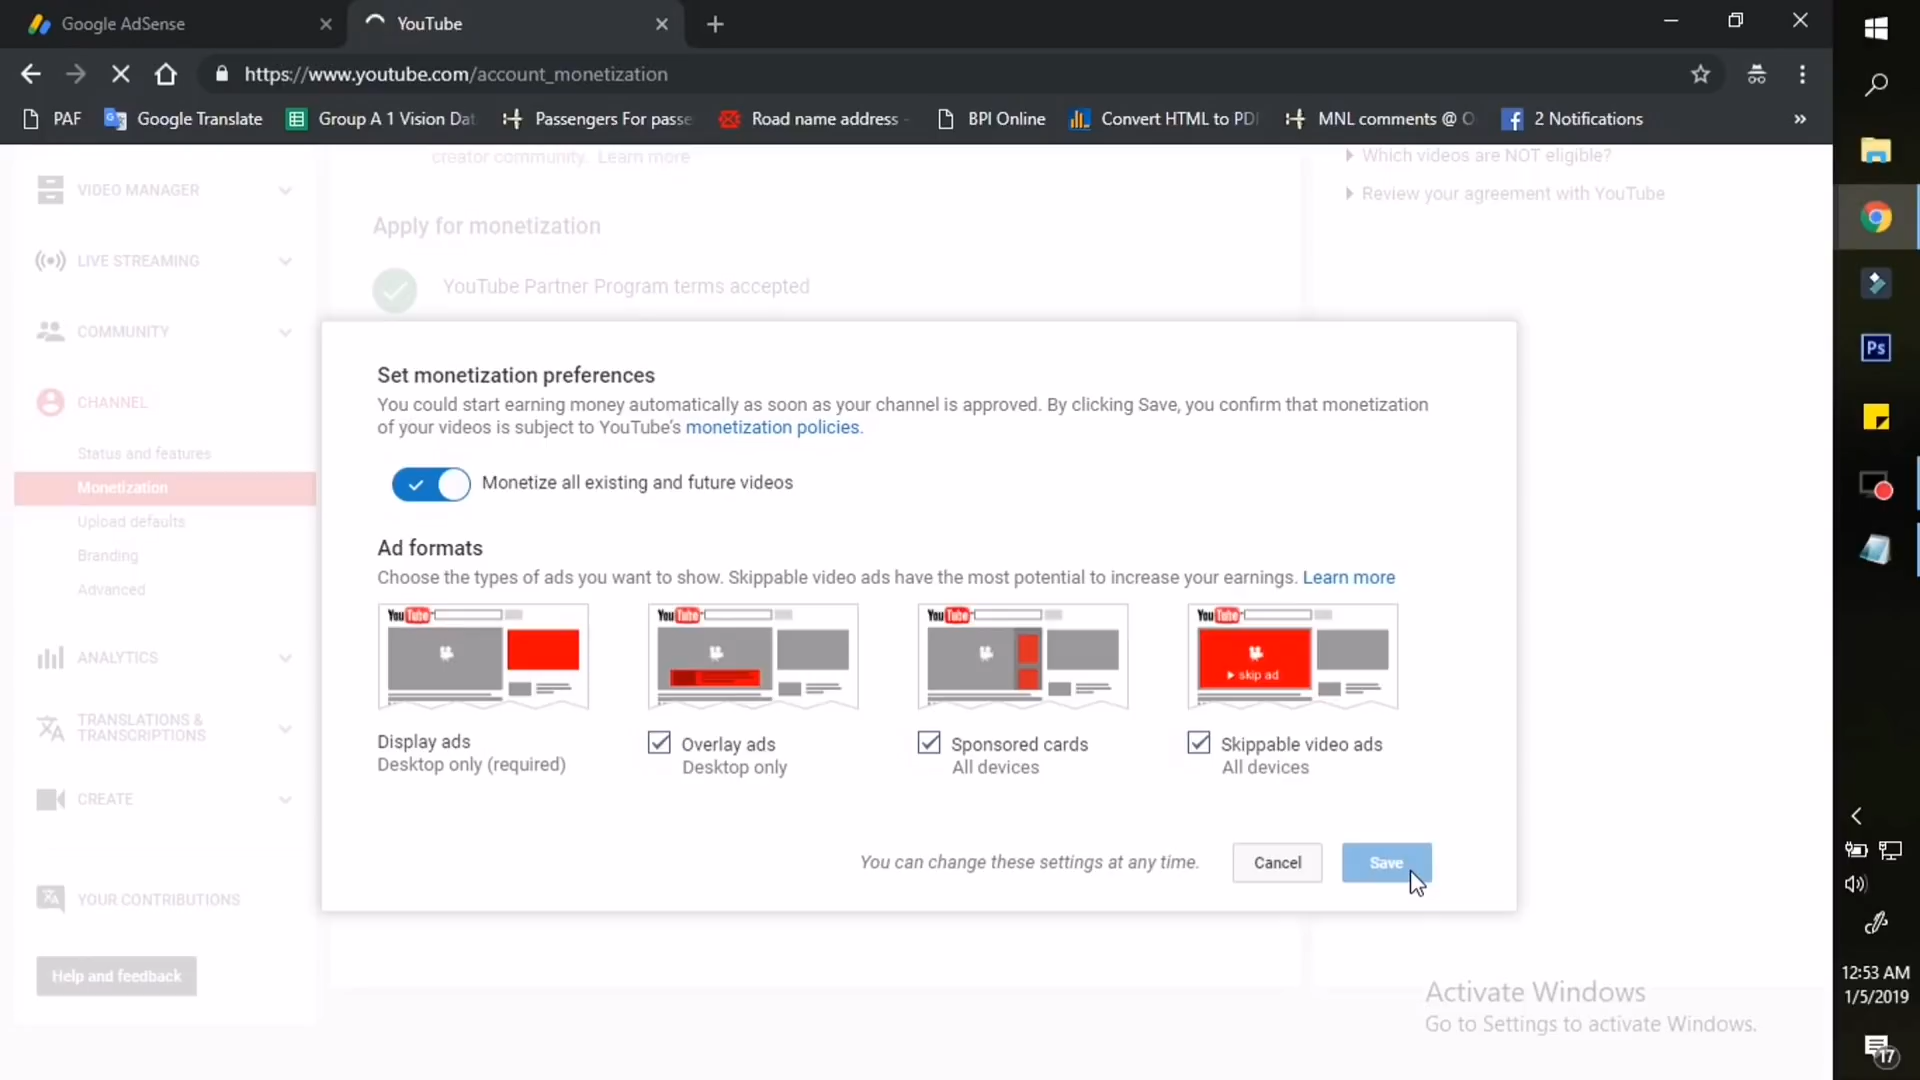 Google AdSense
YouTube
https://www.youtube.com/account_monetization
PAF
Google Translate
Group A 1 Vision Dat
Passengers For passe
Road name address -
BPI Online
Convert HTML to PD
MNL comments @ O
2 Notifications
»
creator community. Learn more
Which videos are NOT eligible?
Review your agreement with YouTube
VIDEO MANAGER
LIVE STREAMING
COMMUNITY
CHANNEL
Status and features
Monetization
Upload defaults
Branding
Advanced
ANALYTICS
TRANSLATIONS &
TRANSCRIPTIONS
CREATE
YOUR CONTRIBUTIONS
Help and feedback
Apply for monetization
YouTube Partner Program terms accepted
Set monetization preferences
You could start earning money automatically as soon as your channel is approved. By clicking Save, you confirm that monetization
of your videos is subject to YouTube's monetization policies.
Monetize all existing and future videos
Ad formats
Choose the types of ads you want to show. Skippable video ads have the most potential to increase your earnings. Learn more
YouTube
YouTube
YouTube
YouTube
skip ad
Display ads
Desktop only (required)
Overlay ads
Desktop only
Sponsored cards
All devices
Skippable video ads
All devices
You can change these settings at any time.
Cancel
Save
Activate Windows
Go to Settings to activate Windows.
Ps
12:53 AM
1/5/2019
17